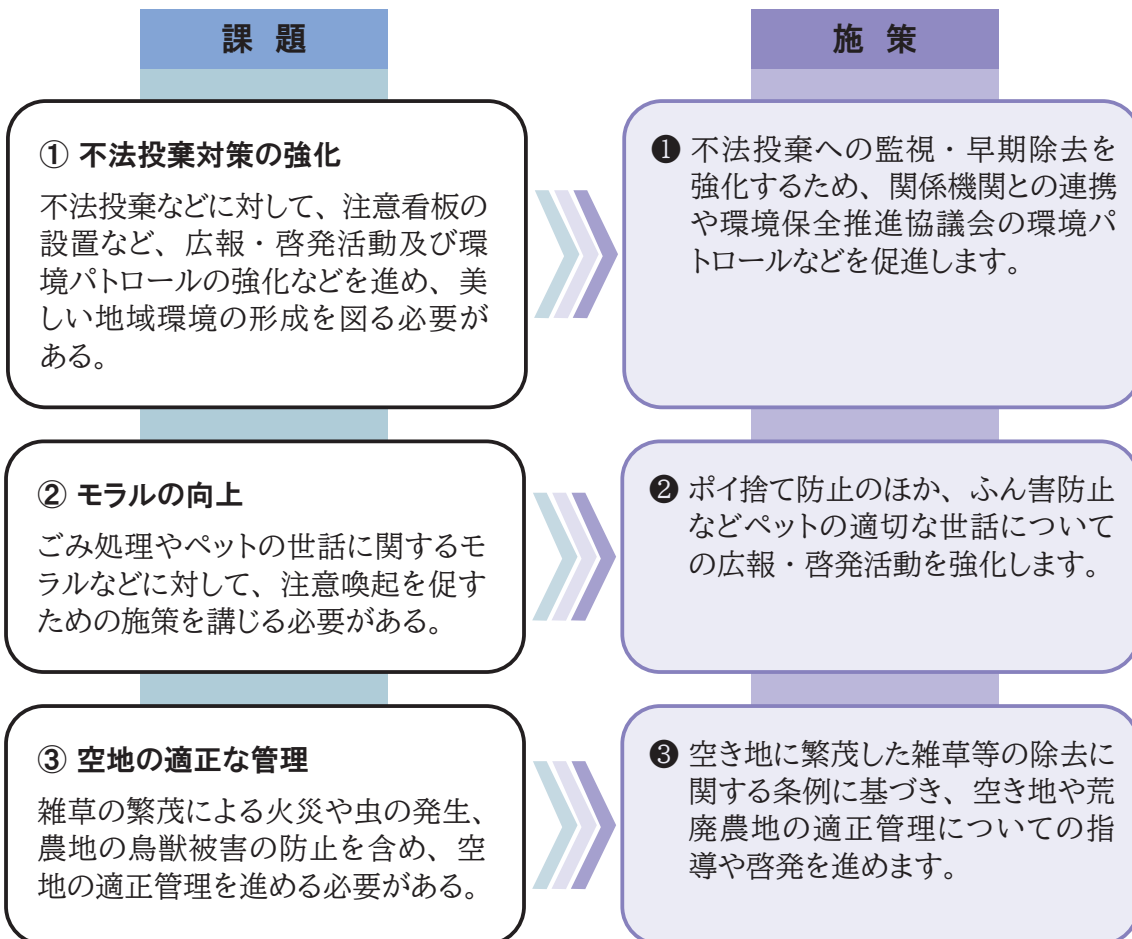 課 題
施 策
① 不法投棄対策の強化
不法投棄などに対して、注意看板の
設置など、広報・啓発活動及び環
境パトロールの強化などを進め、美
しい地域環境の形成を図る必要が
ある。
❶ 不法投棄への監視・早期除去を
強化するため、関係機関との連携
や環境保全推進協議会の環境パ
トロールなどを促進します。
② モラルの向上
ごみ処理やペットの世話に関するモ
ラルなどに対して、注意喚起を促す
ための施策を講じる必要がある。
❷ ポイ捨て防止のほか、ふん害防止
などペットの適切な世話について
の広報・啓発活動を強化します。
③ 空地の適正な管理
雑草の繁茂による火災や虫の発生、
農地の鳥獣被害の防止を含め、空
地の適正管理を進める必要がある。
❸ 空き地に繁茂した雑草等の除去に
関する条例に基づき、空き地や荒
廃農地の適正管理についての指
導や啓発を進めます。